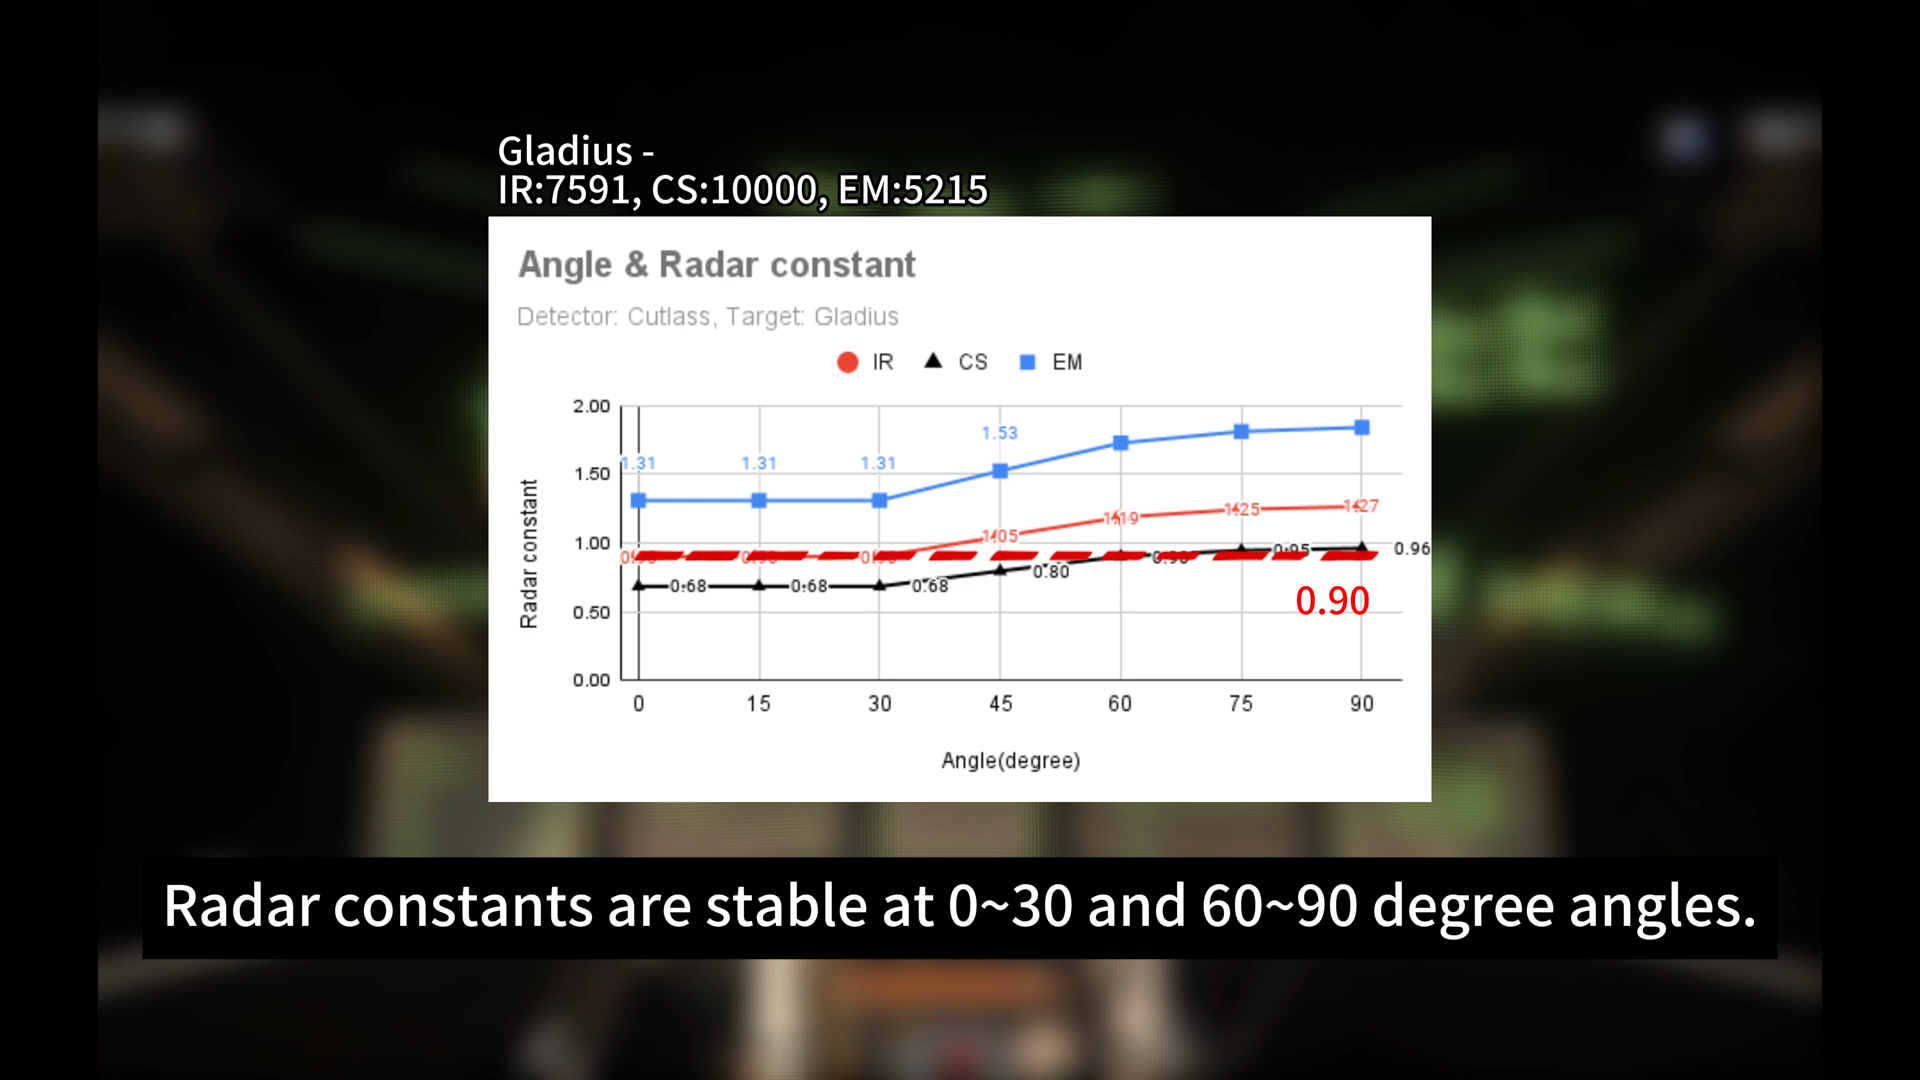 Gladius -
IR:7591, CS:10000, EM:5215
Angle & Radar constant
Detector: Cutlass, Target: Gladius
IR CS EM
Radar constant
2.00
1.50
1.00
0.50
0.00
1.31 1.31 1.31 1.53
1.05 1.19 1.25 1.27
0.68 0.68 0.68 0.80 0.95 0.96
0.90
0 15 30 45 60 75 90
Angle(degree)
Radar constants are stable at 0~30 and 60~90 degree angles.